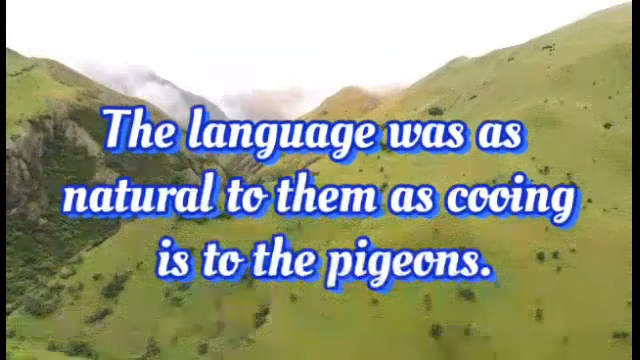 The language was as
natural to them as cooing
is to the pigeons.